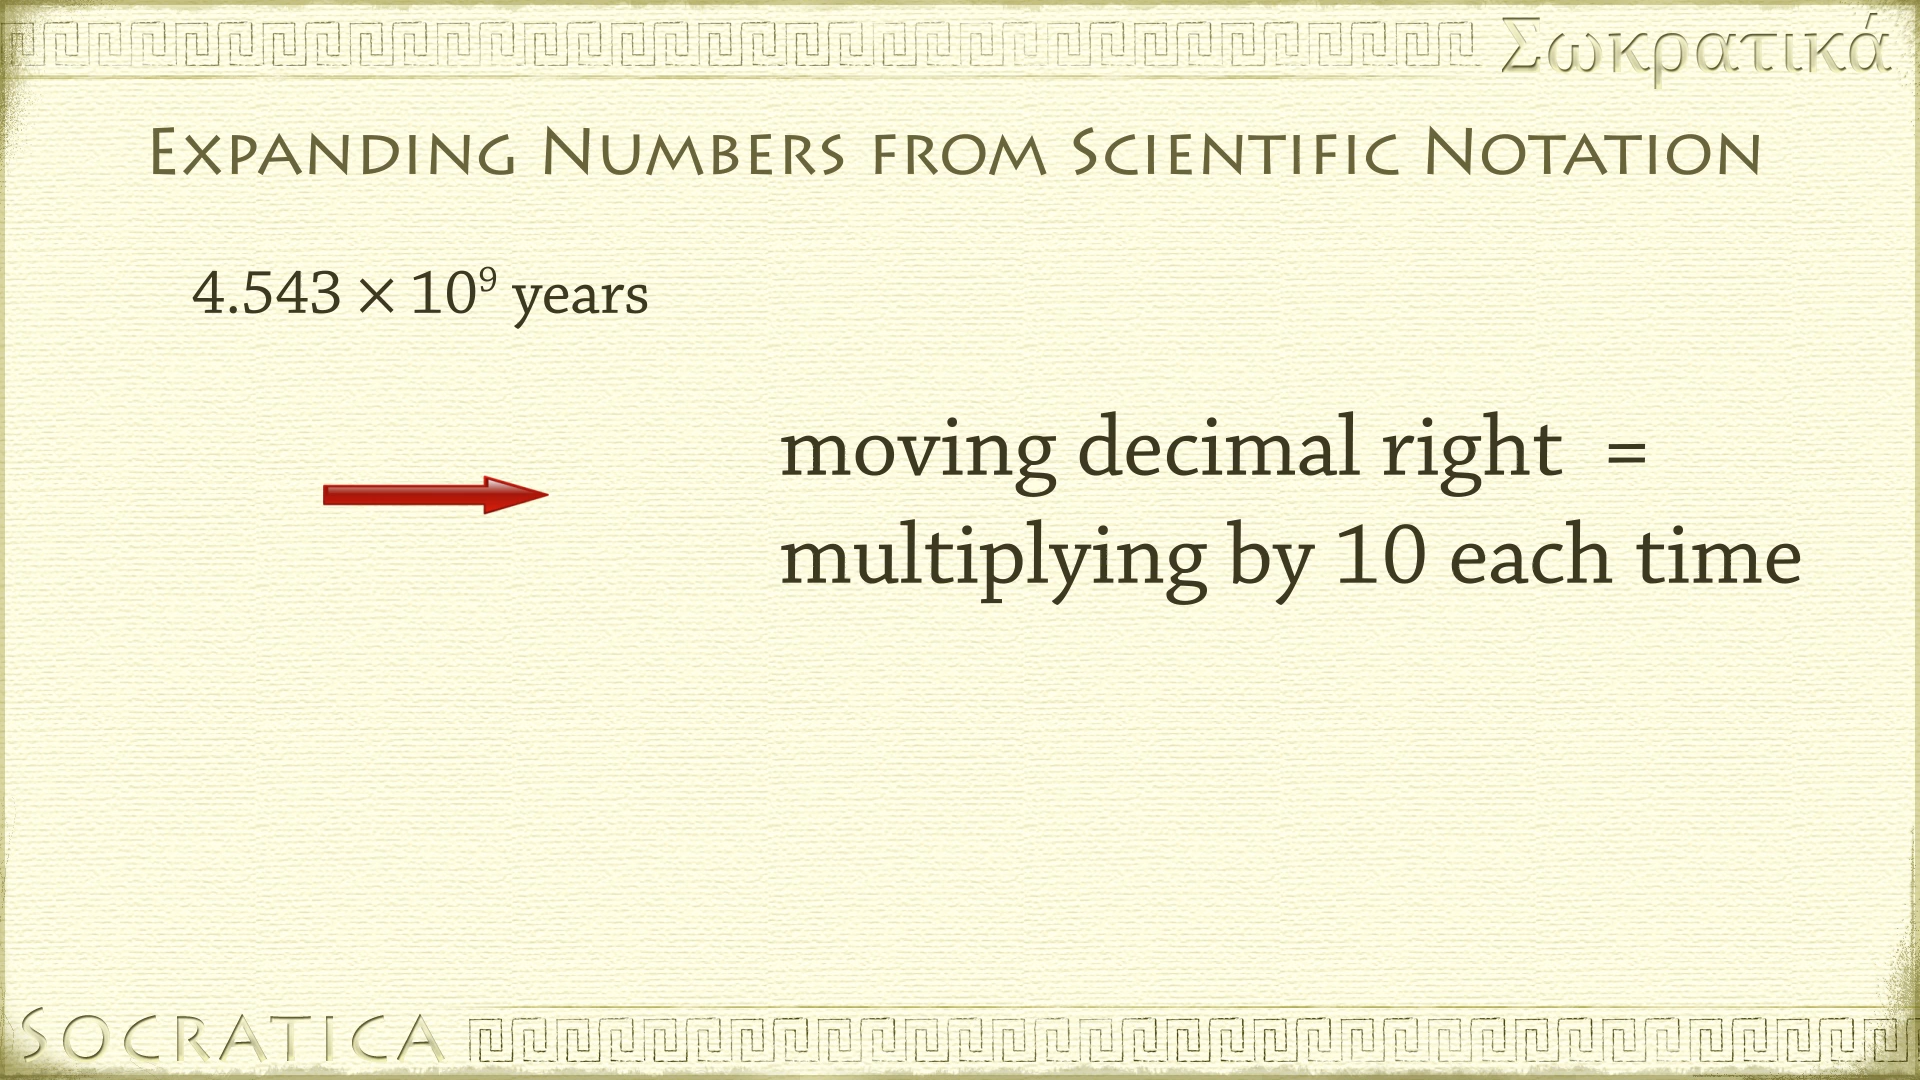 Σωκρατικά
Expanding Numbers from Scientific Notation
4.543 × 10⁹ years
moving decimal right =
multiplying by 10 each time
SOCRATICA